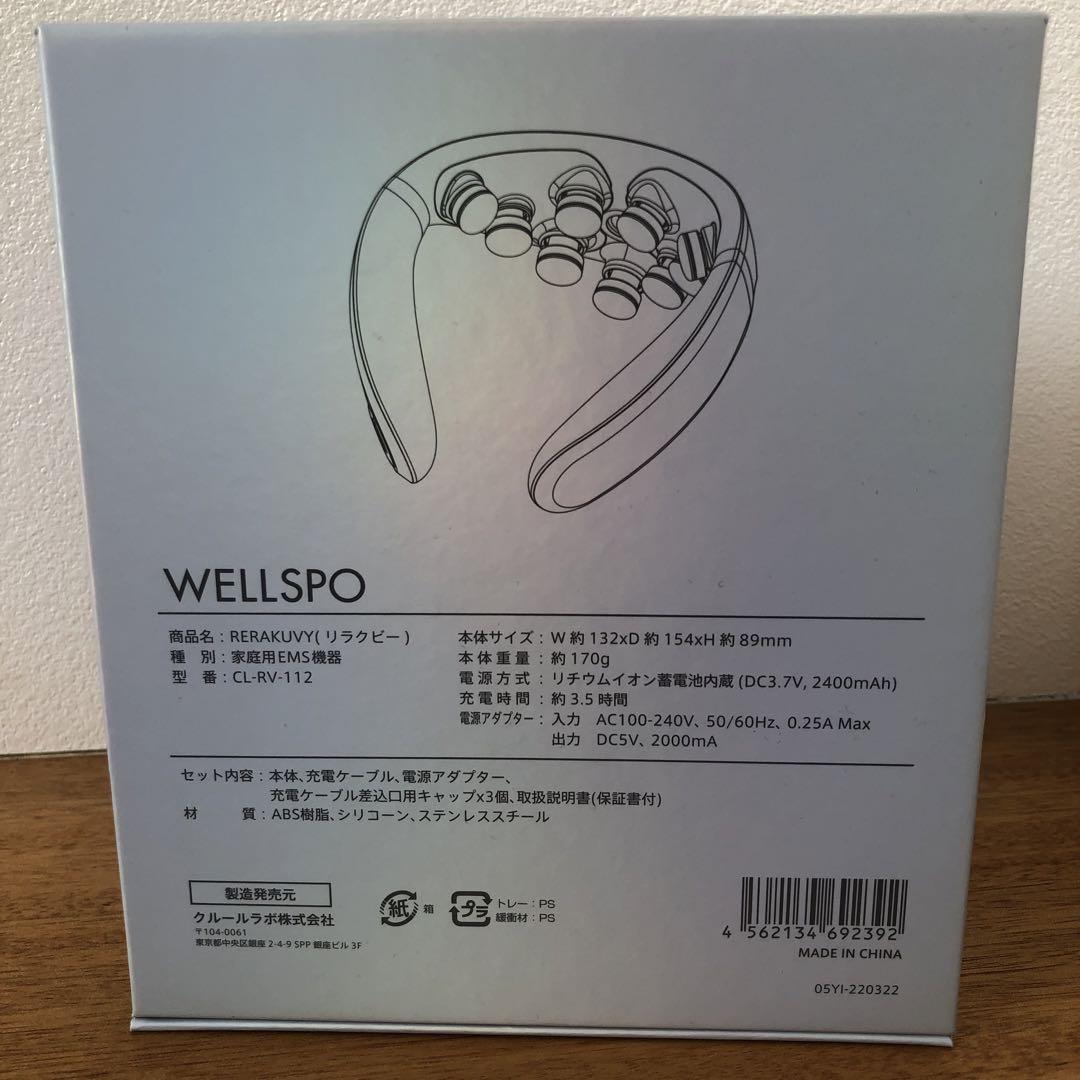 WELLSPO
商品名：RERAKUVY(リラクビー)
種　別：家庭用EMS機器
型　番：CL-RV-112
本体サイズ：W 約 132xD 約 154xH 約 89mm
本体重量：約170g
電源方式：リチウムイオン蓄電池内蔵 (DC3.7V, 2400mAh)
充電時間：約3.5時間
電源アダプター：入力　AC100-240V、50/60Hz、0.25A Max
出力　DC5V、2000mA
セット内容：本体、充電ケーブル、電源アダプター、
充電ケーブル差込口用キャップx3個、取扱説明書(保証書付)
材　　質：ABS樹脂、シリコーン、ステンレススチール
製造発売元
クルールラボ株式会社
〒104-0061
東京都中央区銀座 2-4-9 SPP 銀座ビル 3F
紙 箱
プラ トレー：PS
緩衝材：PS
4 562134 692392
MADE IN CHINA
05YI-220322